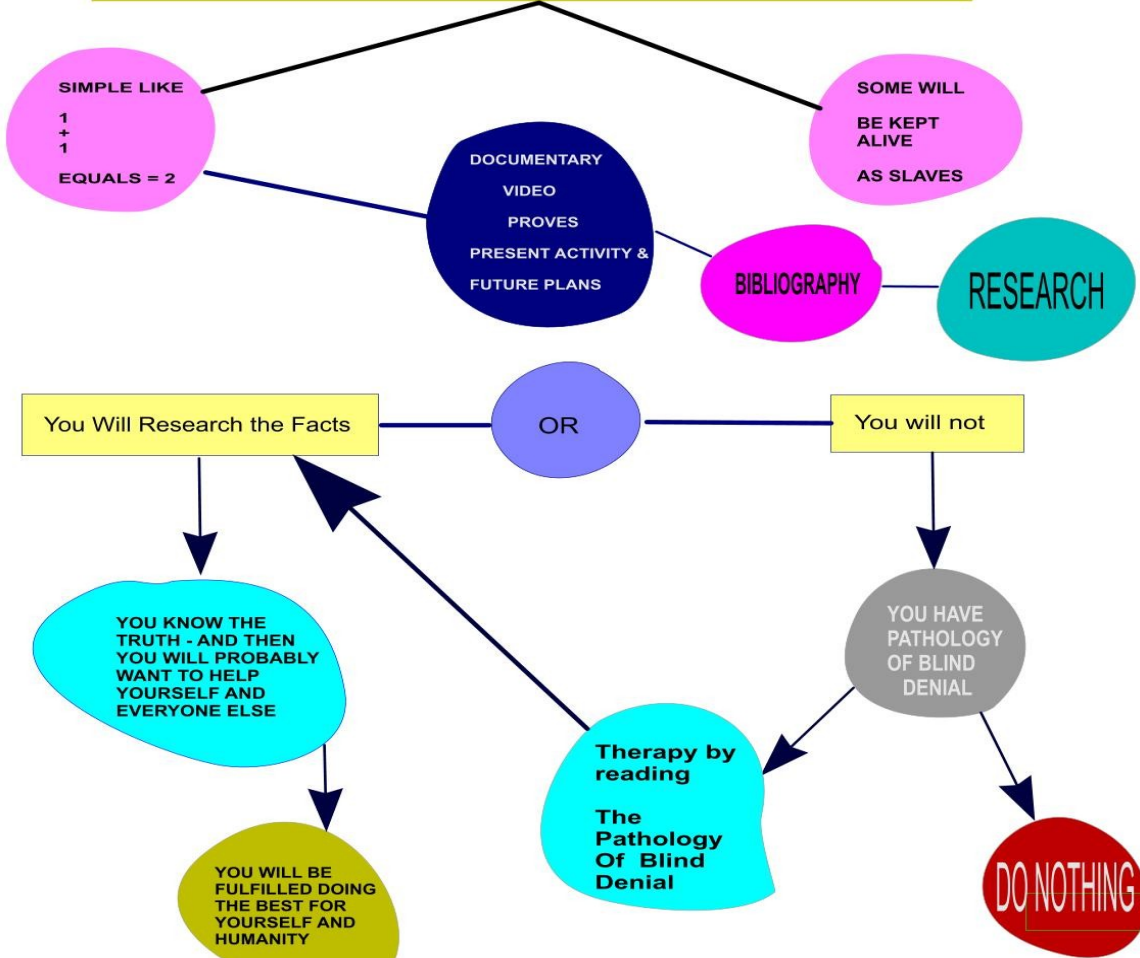 SIMPLE LIKE
1
+
1
EQUALS = 2
SOME WILL
BE KEPT
ALIVE
AS SLAVES
DOCUMENTARY
VIDEO
PROVES
PRESENT ACTIVITY &
FUTURE PLANS
BIBLIOGRAPHY
RESEARCH
You Will Research the Facts
OR
You will not
YOU KNOW THE
TRUTH - AND THEN
YOU WILL PROBABLY
WANT TO HELP
YOURSELF AND
EVERYONE ELSE
YOU HAVE
PATHOLOGY
OF BLIND
DENIAL
Therapy by
reading
The
Pathology
Of Blind
Denial
YOU WILL BE
FULFILLED DOING
THE BEST FOR
YOURSELF AND
HUMANITY
DO NOTHING